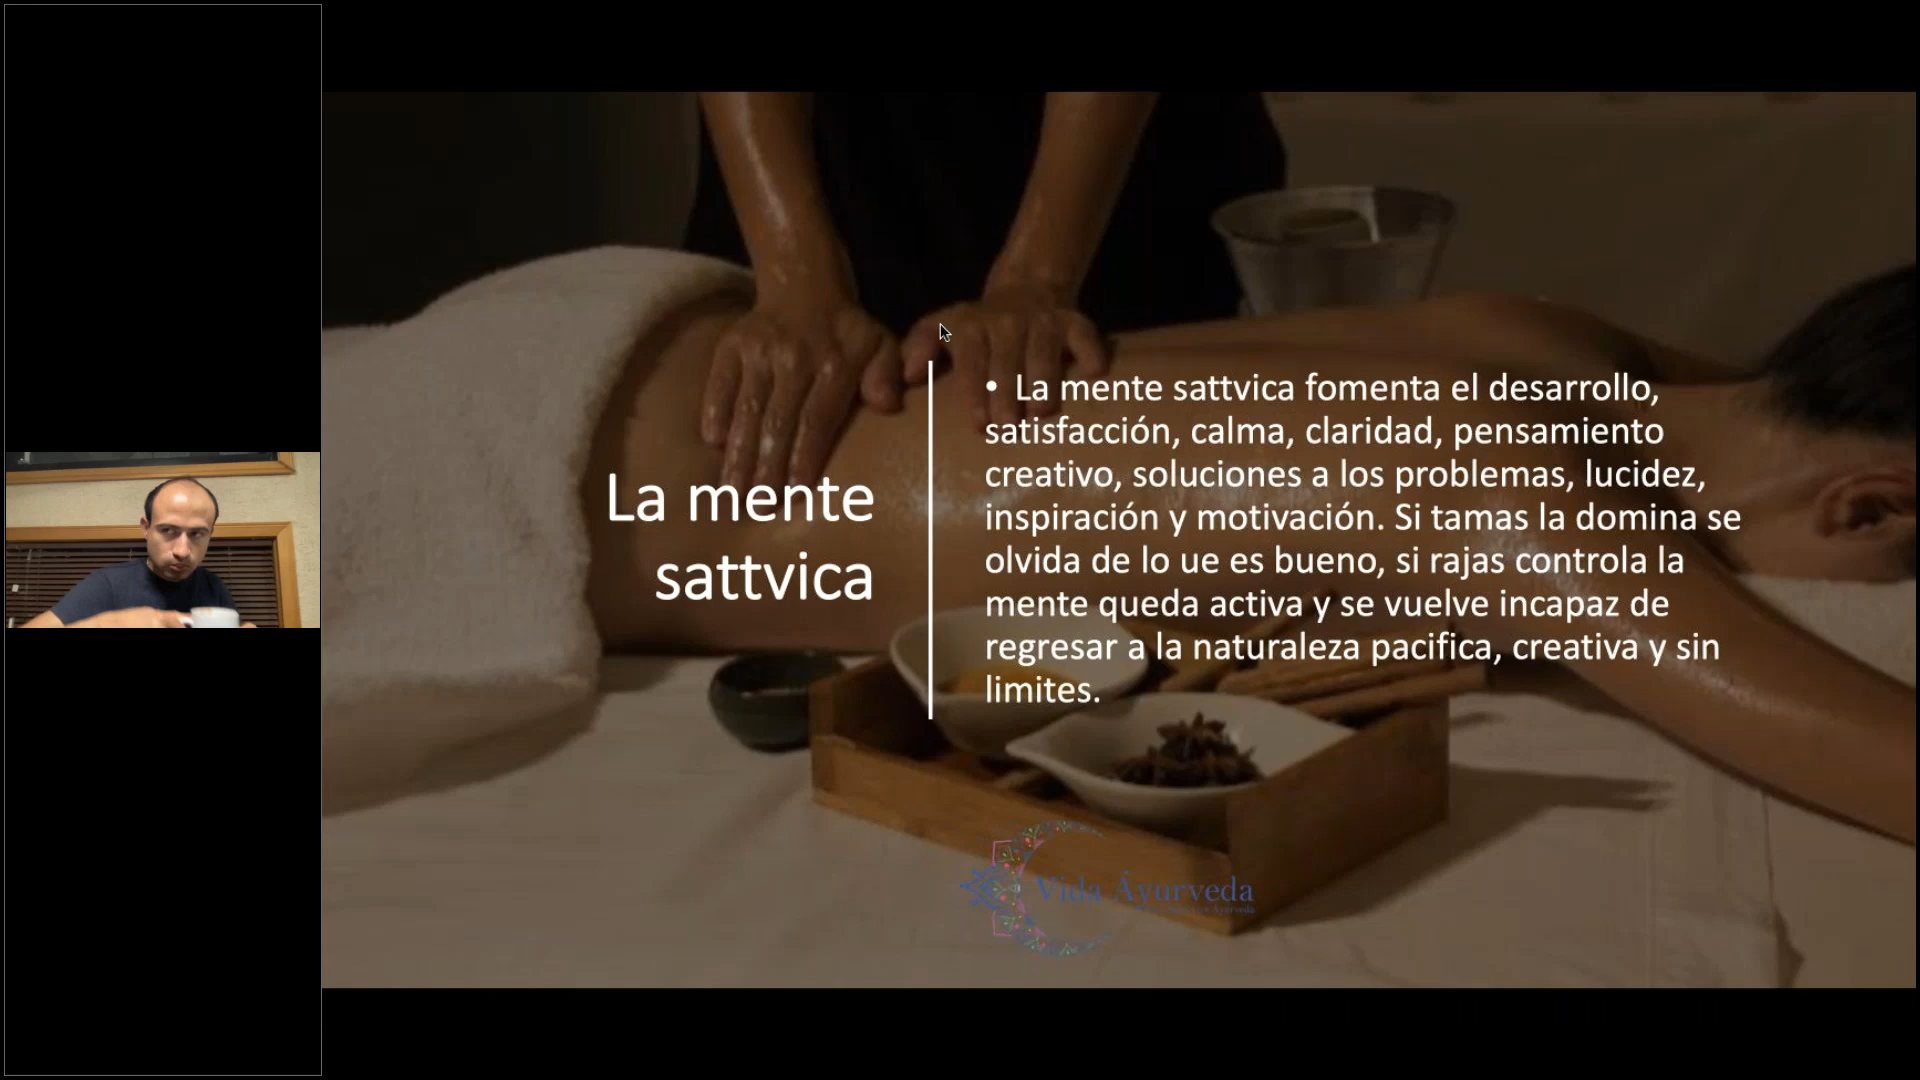 La mente
sattvica
• La mente sattvica fomenta el desarrollo,
satisfacción, calma, claridad, pensamiento
creativo, soluciones a los problemas, lucidez,
inspiración y motivación. Si tamas la domina se
olvida de lo ue es bueno, si rajas controla la
mente queda activa y se vuelve incapaz de
regresar a la naturaleza pacifica, creativa y sin
limites.
Vida Áyurveda